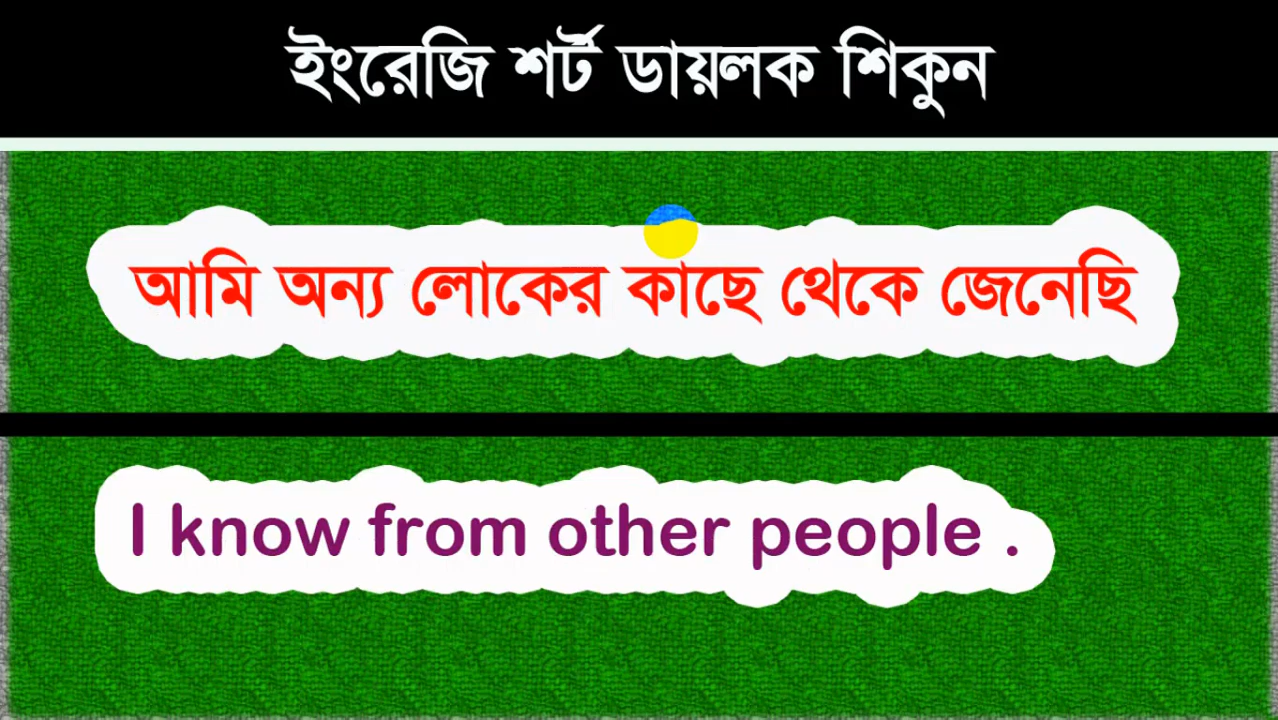 ইংরেজি শর্ট ডায়লক শিকুন
আমি অন্য লোকের কাছে থেকে জেনেছি
I know from other people .